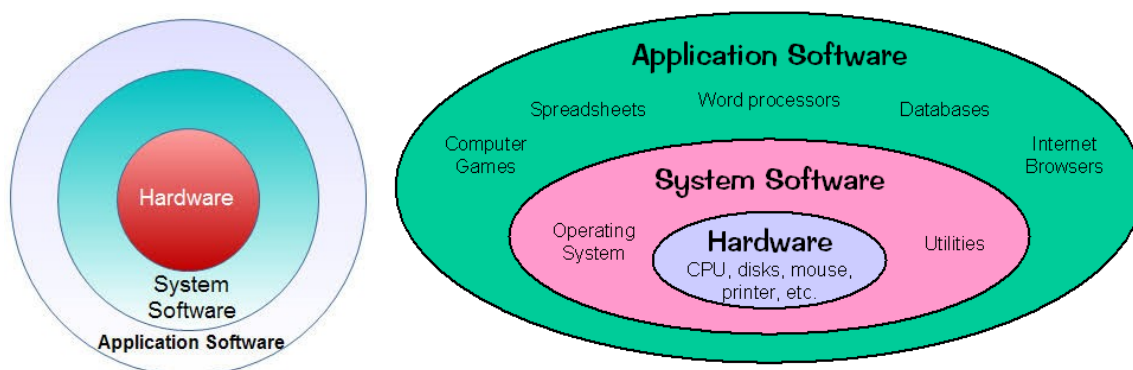 Hardware
System
Software
Application Software
Application Software
Spreadsheets
Word processors
Databases
Computer
Games
Internet
Browsers
System Software
Operating
System
Utilities
Hardware
CPU, disks, mouse,
printer, etc.